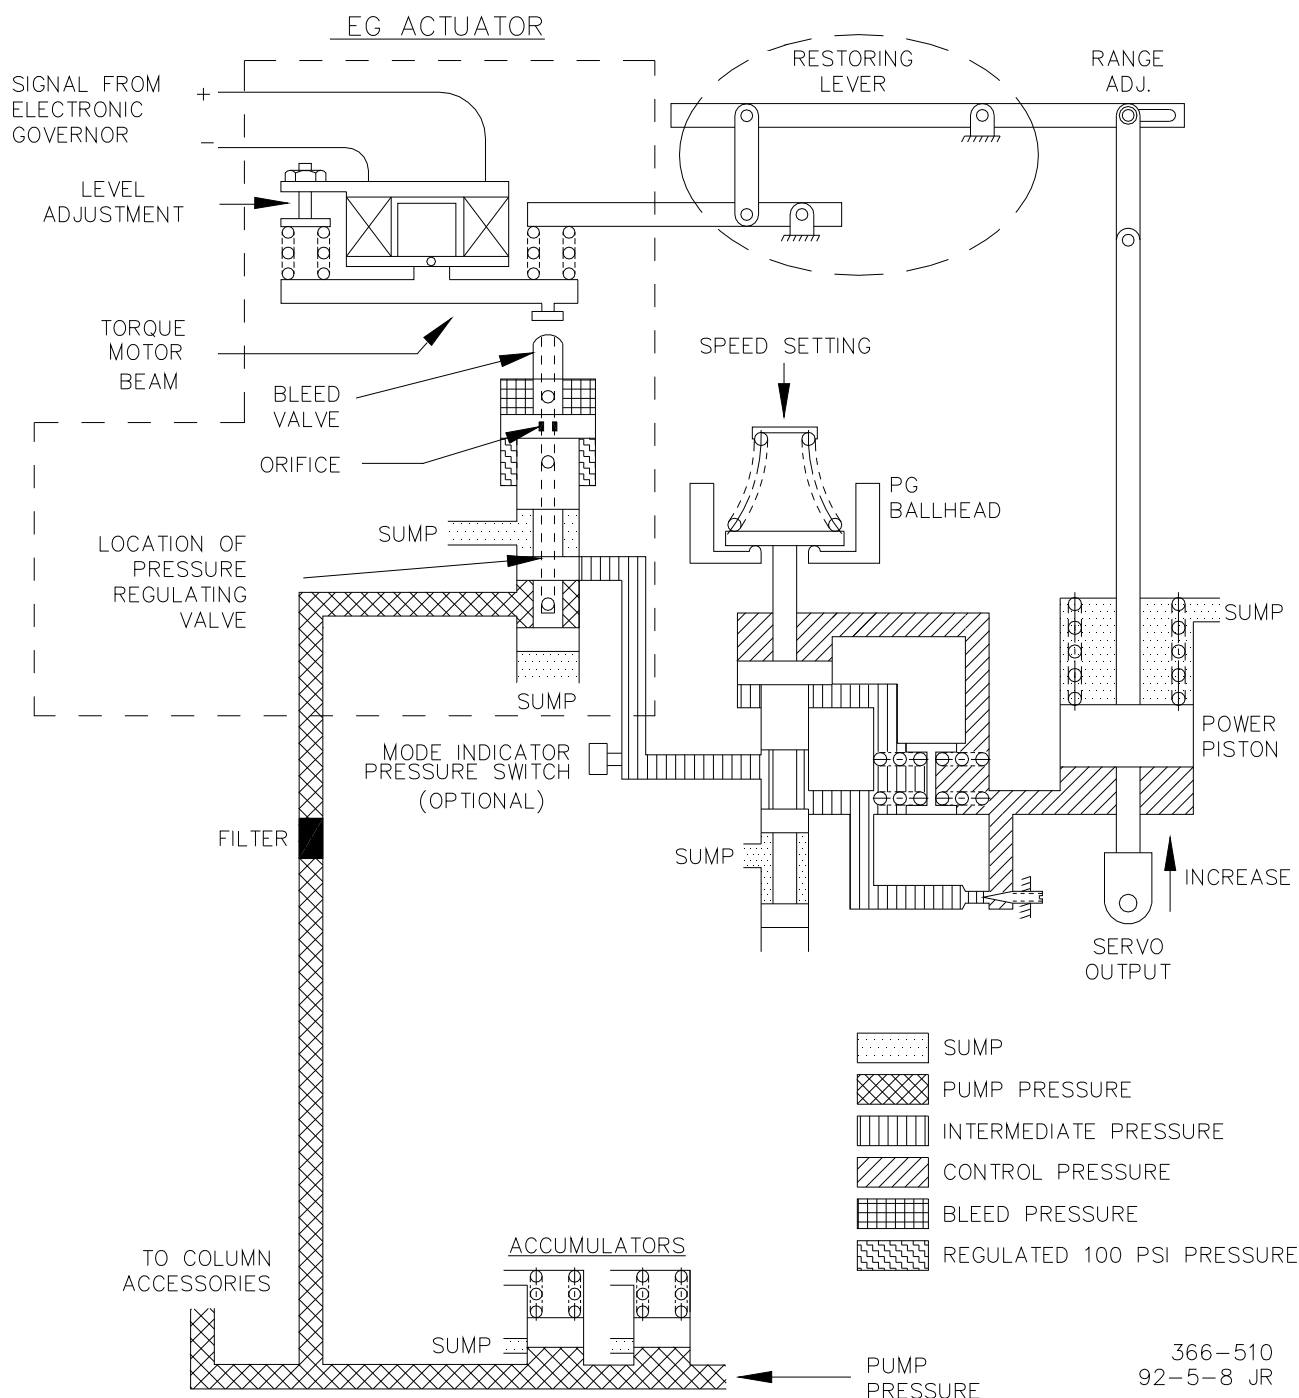 EG ACTUATOR
SIGNAL FROM
ELECTRONIC
GOVERNOR
+
−
LEVEL
ADJUSTMENT
RESTORING
LEVER
RANGE
ADJ.
TORQUE
MOTOR
BEAM
BLEED
VALVE
ORIFICE
SPEED SETTING
PG
BALLHEAD
SUMP
LOCATION OF
PRESSURE
REGULATING
VALVE
SUMP
SUMP
POWER
PISTON
MODE INDICATOR
PRESSURE SWITCH
(OPTIONAL)
FILTER
SUMP
INCREASE
SERVO
OUTPUT
SUMP
PUMP PRESSURE
INTERMEDIATE PRESSURE
CONTROL PRESSURE
BLEED PRESSURE
REGULATED 100 PSI PRESSURE
TO COLUMN
ACCESSORIES
ACCUMULATORS
SUMP
PUMP
PRESSURE
366-510
92-5-8 JR